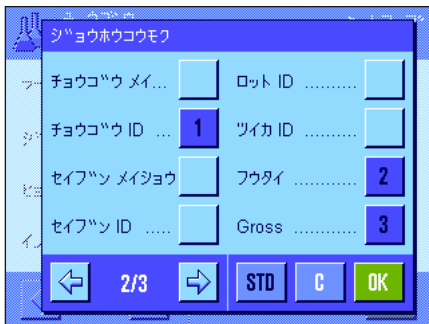 ジョウホウコウモク
チョウゴウ メイ...
チョウゴウ ID ... 1
セイブン メイショウ
セイブン ID .....
ロット ID ..........
ツイカ ID ..........
フウタイ ............ 2
Gross ............ 3
2/3
STD
C
OK